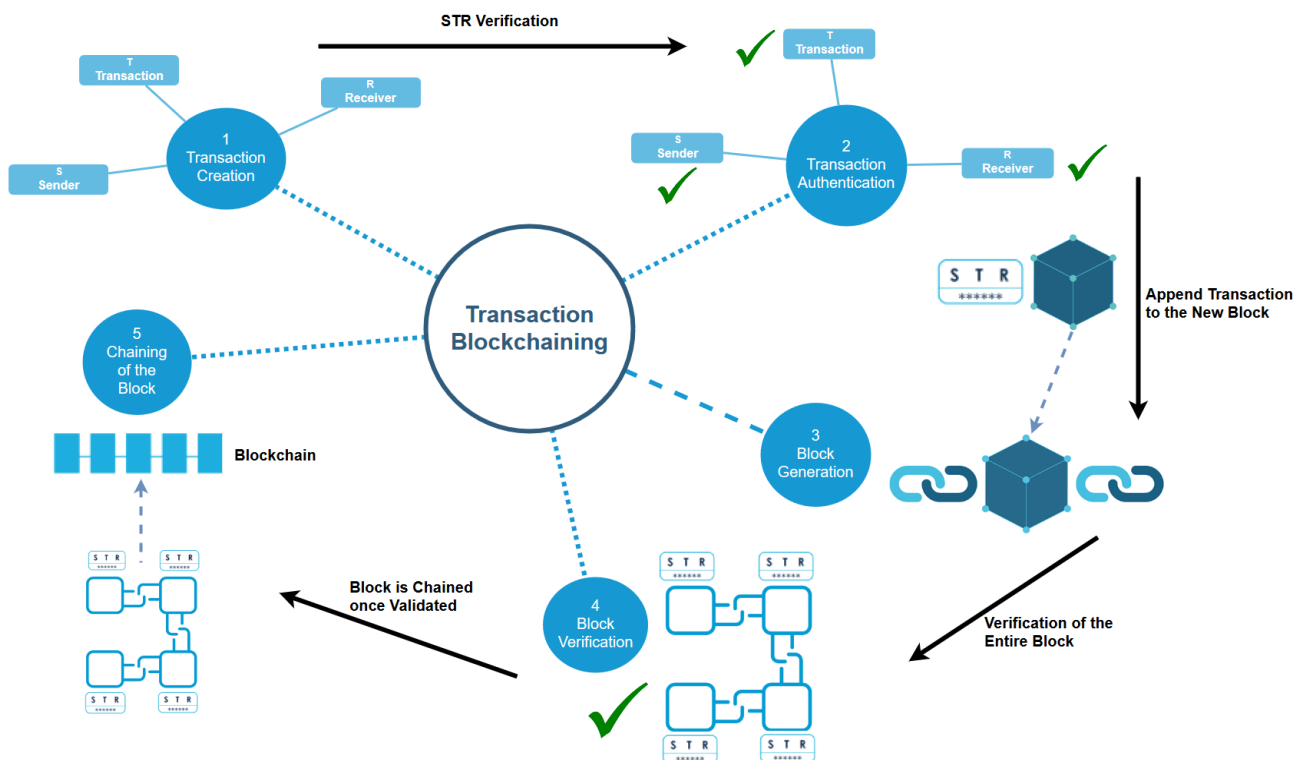 STR Verification
T
Transaction
R
Receiver
S
Sender
1
Transaction
Creation
T
Transaction
S
Sender
R
Receiver
2
Transaction
Authentication
S T R
******
Append Transaction
to the New Block
Transaction
Blockchaining
5
Chaining
of the
Block
Blockchain
3
Block
Generation
S T R
******
S T R
******
S T R
******
S T R
******
Block is Chained
once Validated
4
Block
Verification
S T R
******
S T R
******
S T R
******
S T R
******
Verification of the
Entire Block